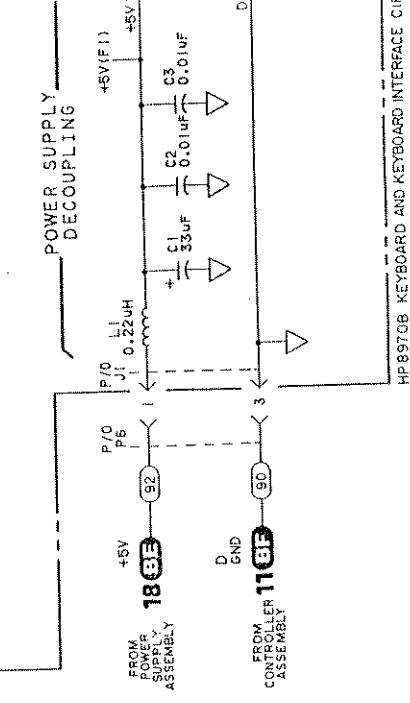 POWER SUPPLY
DECOUPLING
+5V(F1)
+5V
P/O
J1
L1
0.22uH
C1
33uF
+
C2
0.01uF
C3
0.01uF
D
P/O
P6
1
3
92
90
+5V
D
GND
18
11
FROM
POWER
SUPPLY
ASSEMBLY
FROM
CONTROLLER
ASSEMBLY
HP8970B KEYBOARD AND KEYBOARD INTERFACE